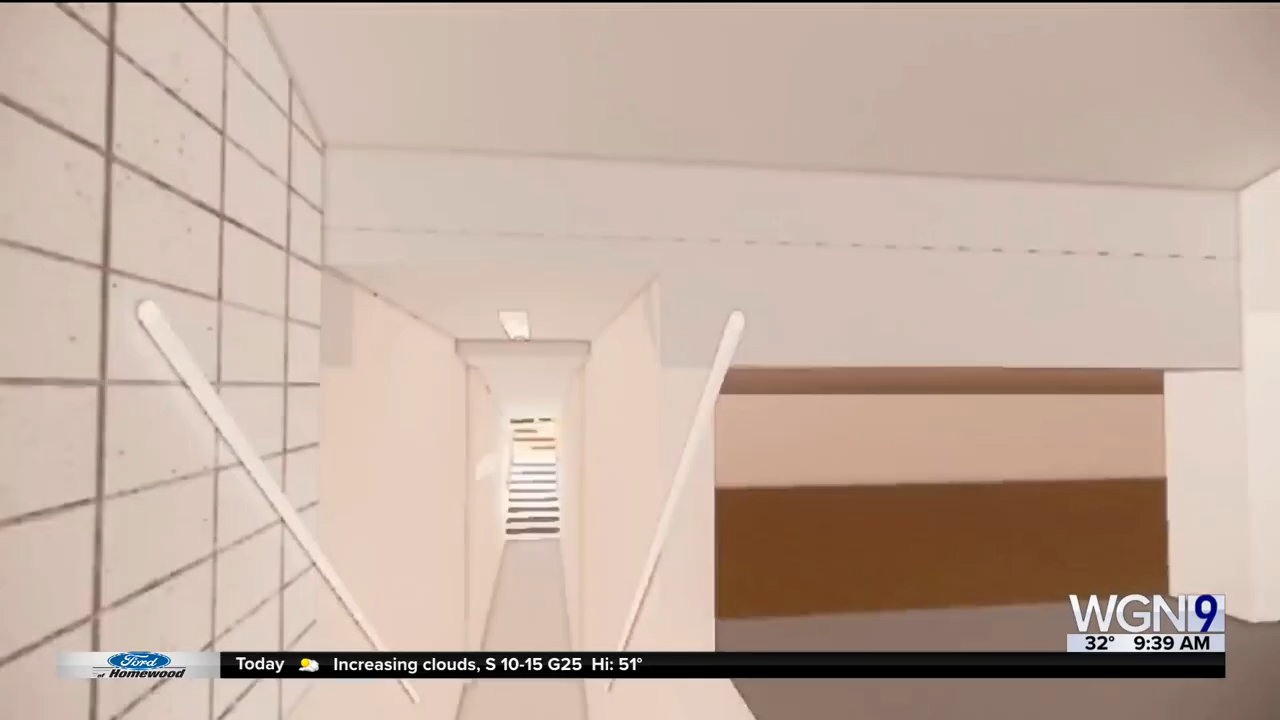 WGN9
32° 9:39 AM
Ford
of Homewood
Today Increasing clouds, S 10-15 G25 Hi: 51°